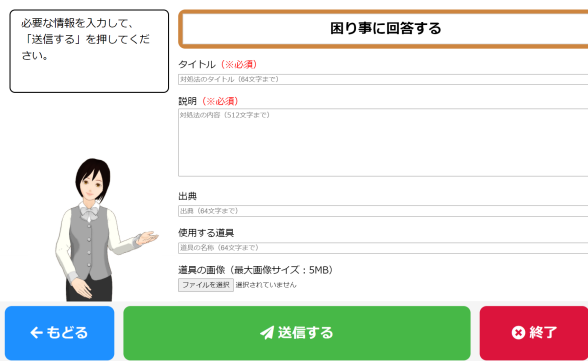 必要な情報を入力して、
「送信する」を押してくだ
さい。
困り事に回答する
タイトル（※必須）
対処法のタイトル（64文字まで）
説明（※必須）
対処法の内容（512文字まで）
出典
出典（64文字まで）
使用する道具
道具の名称（64文字まで）
道具の画像（最大画像サイズ：5MB）
ファイルを選択 選択されていません
もどる
送信する
終了